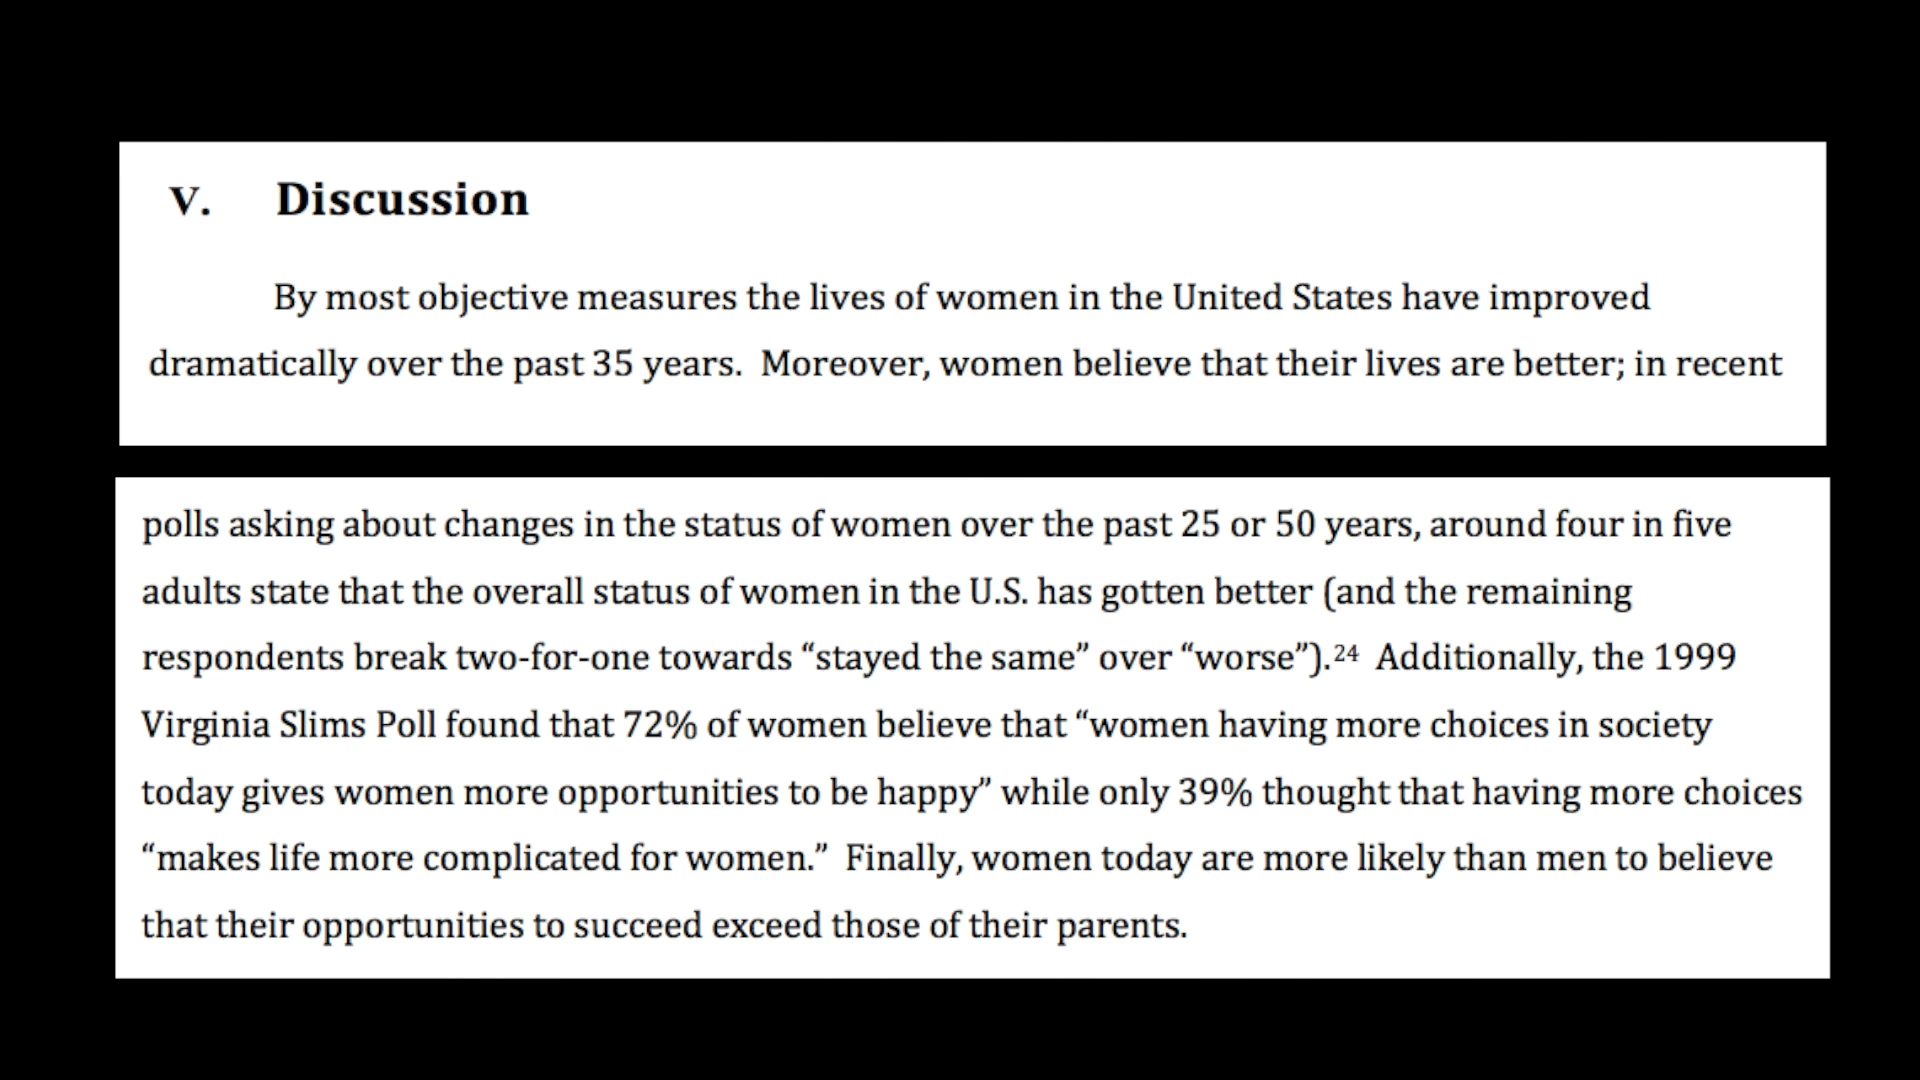 V. Discussion
By most objective measures the lives of women in the United States have improved
dramatically over the past 35 years.  Moreover, women believe that their lives are better; in recent
polls asking about changes in the status of women over the past 25 or 50 years, around four in five
adults state that the overall status of women in the U.S. has gotten better (and the remaining
respondents break two-for-one towards “stayed the same” over “worse”).24  Additionally, the 1999
Virginia Slims Poll found that 72% of women believe that “women having more choices in society
today gives women more opportunities to be happy” while only 39% thought that having more choices
“makes life more complicated for women.”  Finally, women today are more likely than men to believe
that their opportunities to succeed exceed those of their parents.